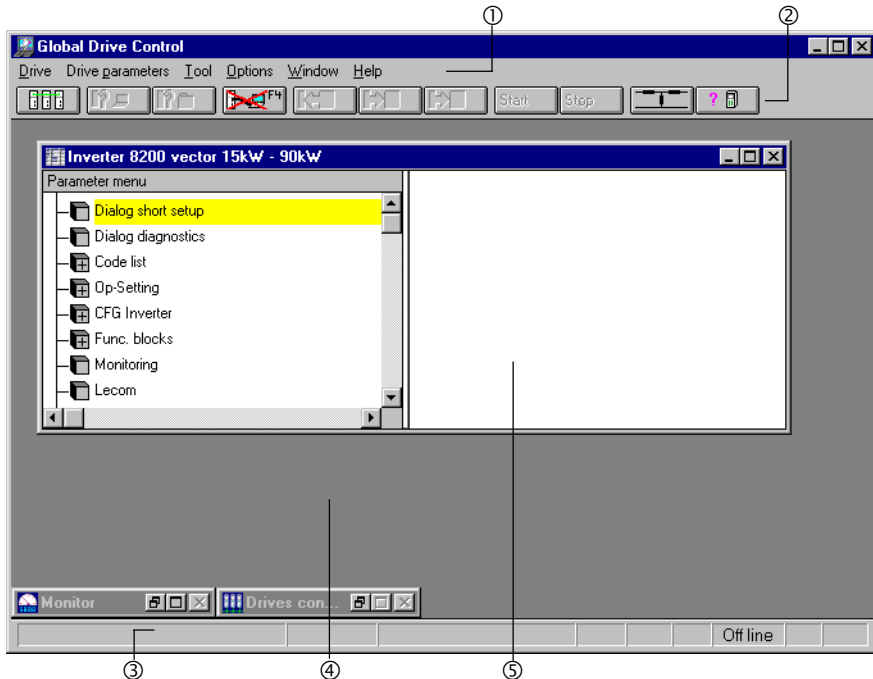 ① ②
Global Drive Control
Drive Drive parameters Tool Options Window Help
F4 Start Stop ?
Inverter 8200 vector 15kW - 90kW
Parameter menu
Dialog short setup
Dialog diagnostics
Code list
Op-Setting
CFG Inverter
Func. blocks
Monitoring
Lecom
Monitor Drives con...
Off line
③ ④ ⑤